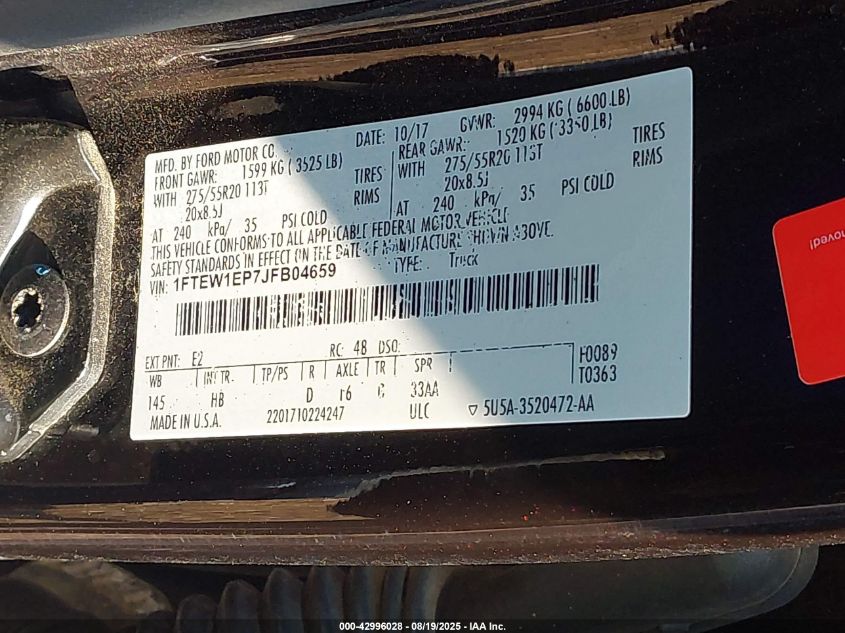 MFD. BY FORD MOTOR CO.
DATE: 10/17 GVWR: 2994 KG ( 6600 LB)
FRONT GAWR: 1599 KG ( 3525 LB)
REAR GAWR: 1520 KG ( 3350 LB)
WITH 275/55R20 113T TIRES
WITH 275/55R20 113T TIRES
20x8.5J RIMS
20x8.5J RIMS
AT 240 kPa/ 35 PSI COLD
AT 240 kPa/ 35 PSI COLD
THIS VEHICLE CONFORMS TO ALL APPLICABLE FEDERAL MOTOR VEHICLE
SAFETY STANDARDS IN EFFECT ON THE DATE OF MANUFACTURE SHOWN ABOVE.
VIN: 1FTEW1EP7JFB04659 TYPE: Truck
EXT PNT: E2 RC: 48 DSO:
WB INT TR TP/PS R AXLE TR SPR F0089
T0363
145 HB D 33AA
MADE IN U.S.A. 2201710224247 ULC 5U5A-3520472-AA
moved!
000-42996028 - 08/19/2025 - IAA Inc.